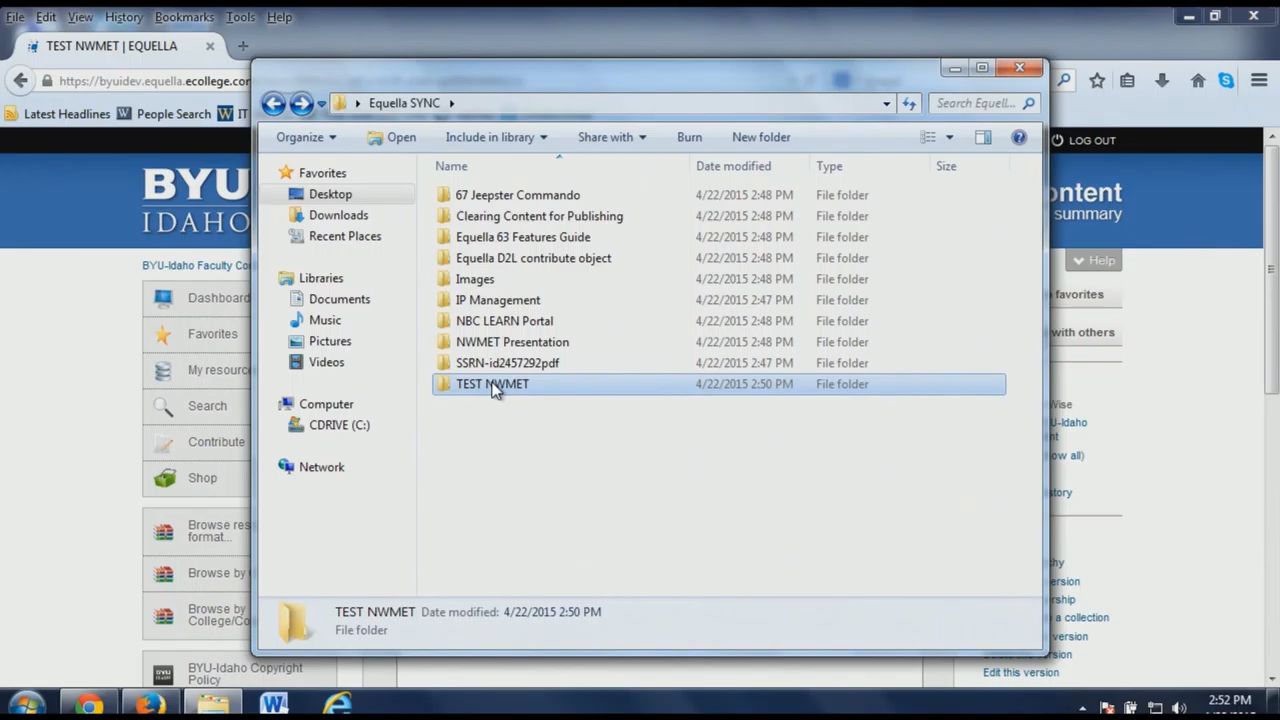 File Edit View History Bookmarks Tools Help
TEST NWMET | EQUELLA
https://byuidev.equella.ecollege.con
Latest Headlines People Search IT
LOG OUT
BYU
IDAHO
ontent
summary
BYU-Idaho Faculty Co
Help
Dashboard
Favorites
My resource
Search
Contribute
Shop
Browse res
format...
Browse by
Browse by
College/Co
BYU-Idaho Copyright
Policy
o favorites
with others
Wise
U-Idaho
nt
ow all)
story
hy
ersion
rship
a collection
version
version
Edit this version
Equella SYNC
Search Equell...
Organize Open Include in library Share with Burn New folder
Name Date modified Type Size
Favorites
Desktop
Downloads
Recent Places
Libraries
Documents
Music
Pictures
Videos
Computer
CDRIVE (C:)
Network
67 Jeepster Commando 4/22/2015 2:48 PM File folder
Clearing Content for Publishing 4/22/2015 2:48 PM File folder
Equella 63 Features Guide 4/22/2015 2:48 PM File folder
Equella D2L contribute object 4/22/2015 2:48 PM File folder
Images 4/22/2015 2:48 PM File folder
IP Management 4/22/2015 2:47 PM File folder
NBC LEARN Portal 4/22/2015 2:48 PM File folder
NWMET Presentation 4/22/2015 2:48 PM File folder
SSRN-id2457292pdf 4/22/2015 2:47 PM File folder
TEST NWMET 4/22/2015 2:50 PM File folder
TEST NWMET Date modified: 4/22/2015 2:50 PM
File folder
2:52 PM